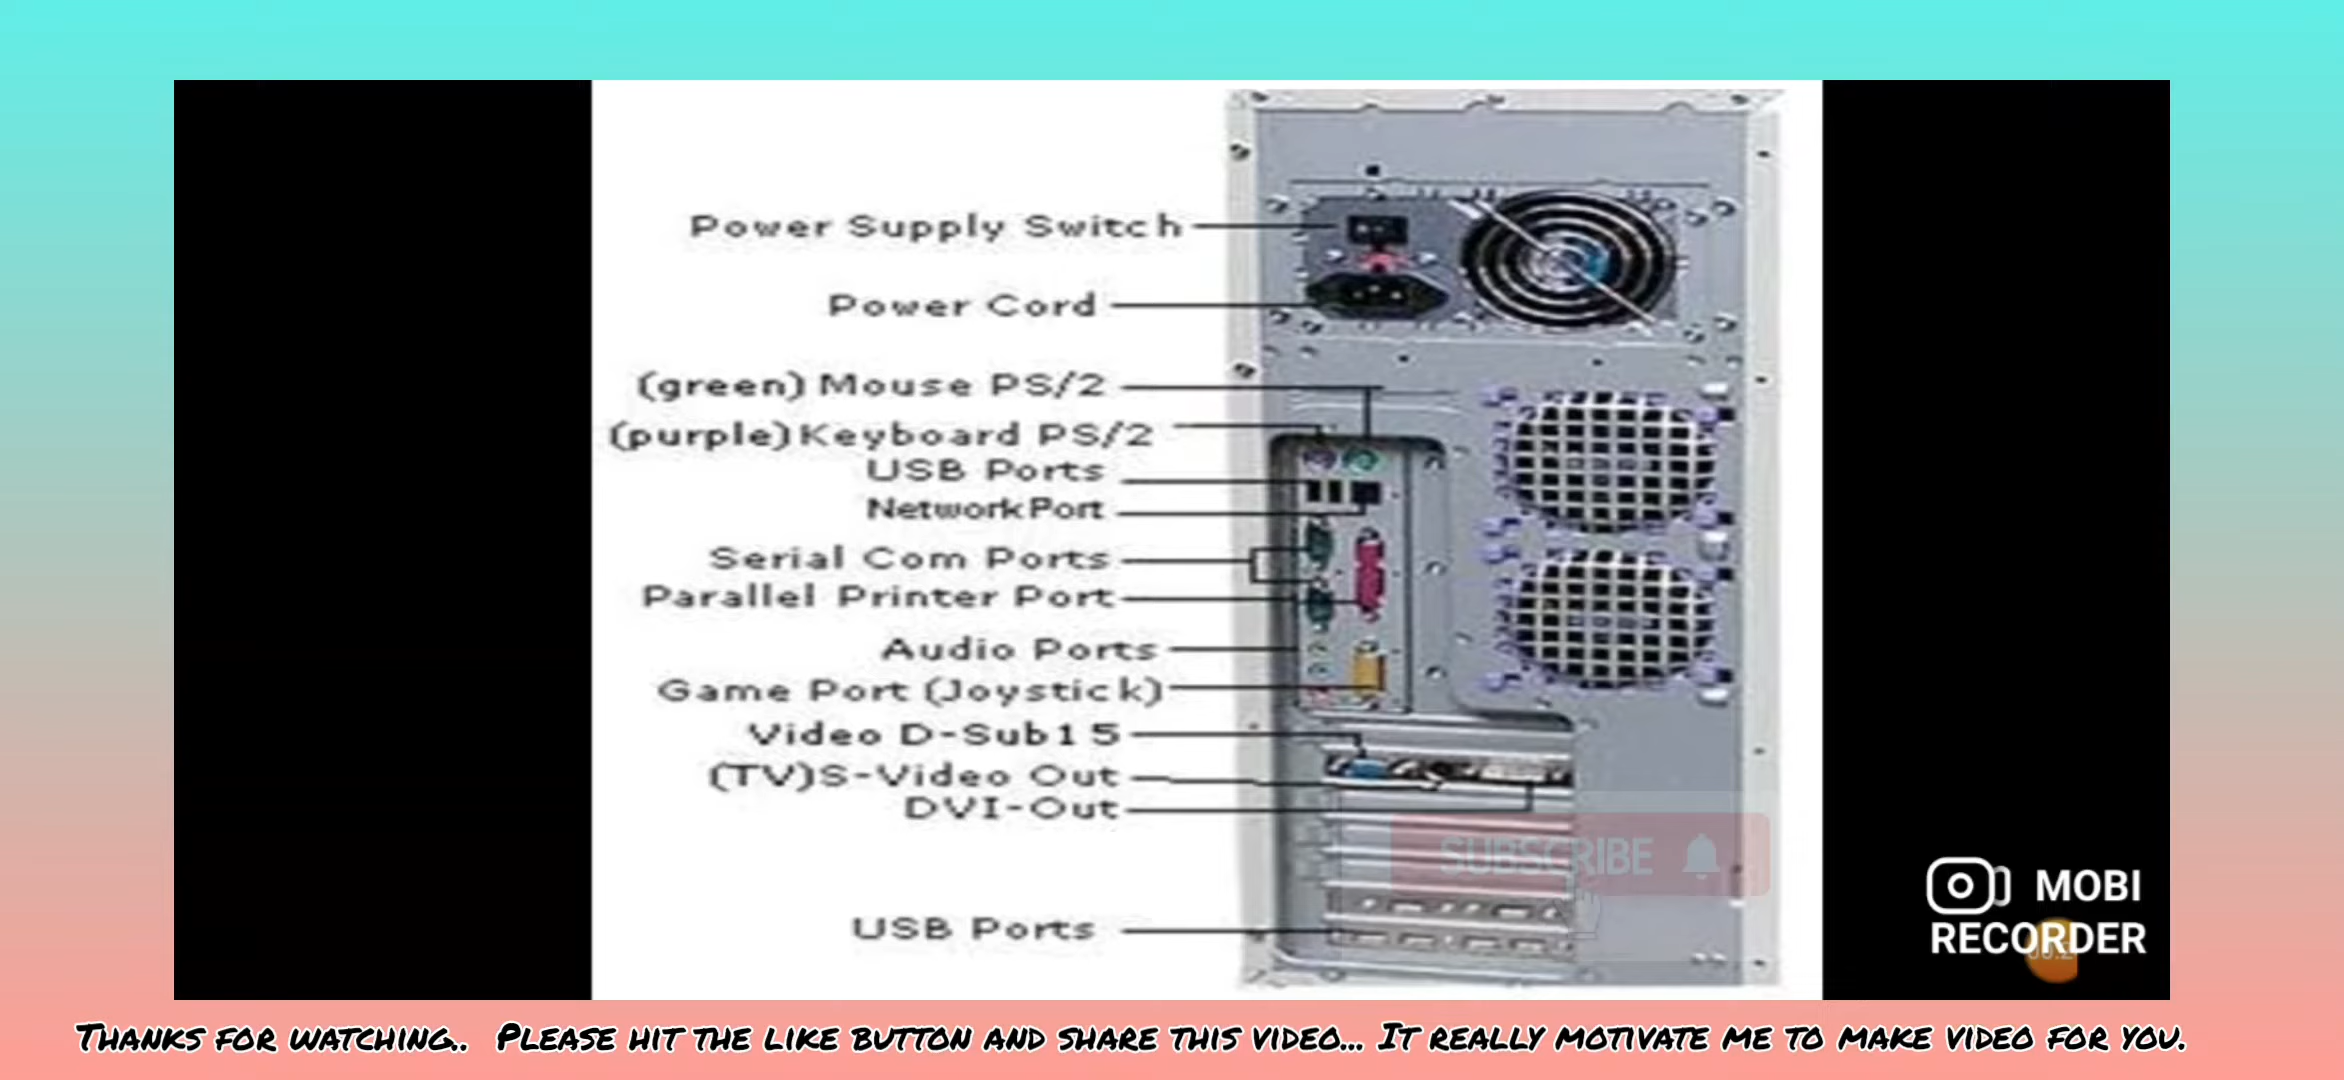 Power Supply Switch
Power Cord
(green) Mouse PS/2
(purple)Keyboard PS/2
USB Ports
Network Port
Serial Com Ports
Parallel Printer Port
Audio Ports
Game Port (Joystick)
Video D-Sub15
(TV)S-Video Out
DVI-Out
SUBSCRIBE
USB Ports
MOBI
RECORDER
THANKS FOR WATCHING.. PLEASE HIT THE LIKE BUTTON AND SHARE THIS VIDEO... IT REALLY MOTIVATE ME TO MAKE VIDEO FOR YOU.